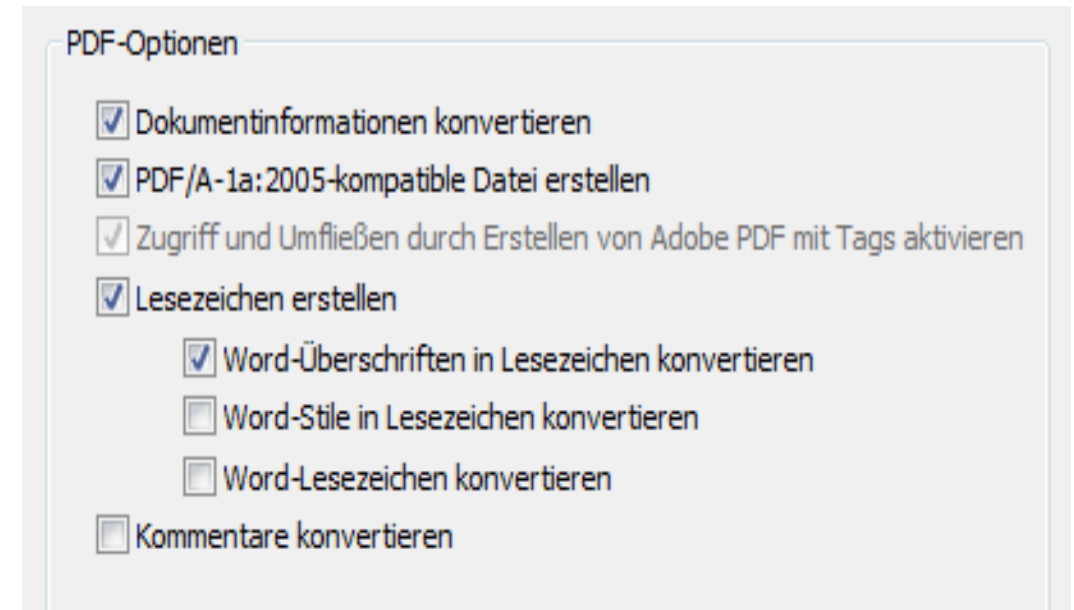 PDF-Optionen
Dokumentinformationen konvertieren
PDF/A-1a:2005-kompatible Datei erstellen
Zugriff und Umfließen durch Erstellen von Adobe PDF mit Tags aktivieren
Lesezeichen erstellen
Word-Überschriften in Lesezeichen konvertieren
Word-Stile in Lesezeichen konvertieren
Word-Lesezeichen konvertieren
Kommentare konvertieren